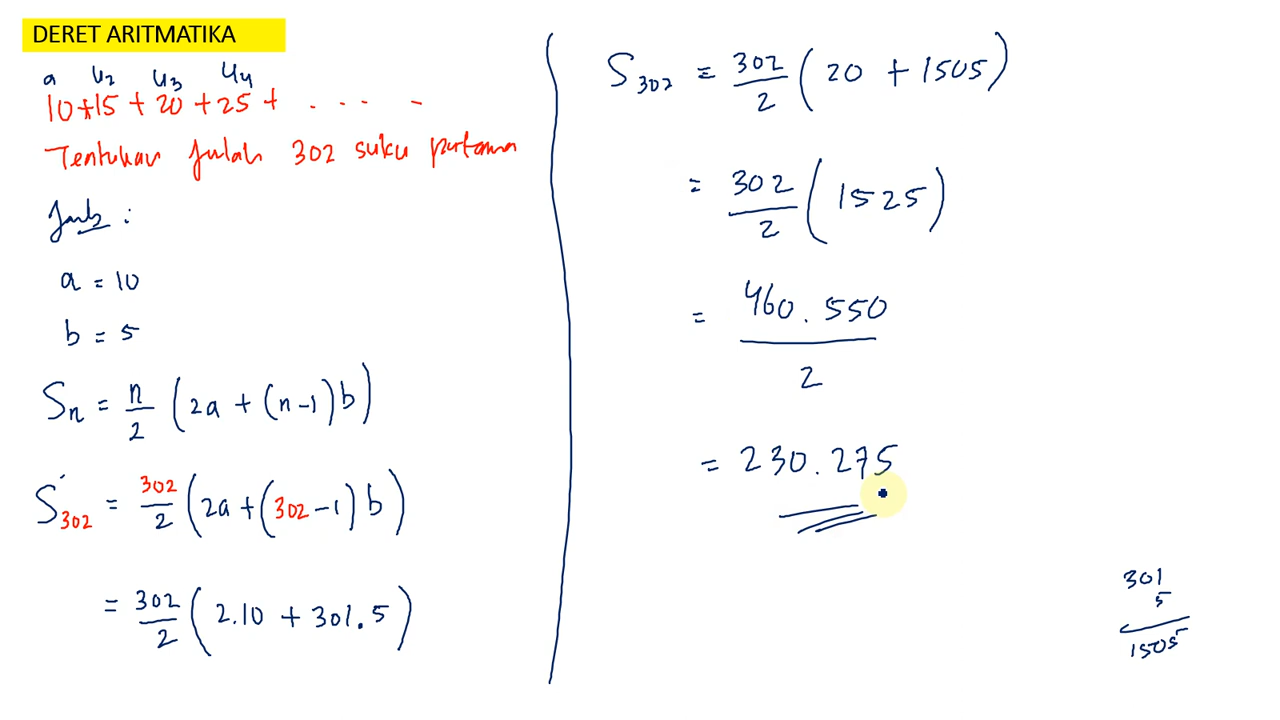 DERET ARITMATIKA
a U2 U3 U4
10+15 + 20 + 25 + . . . . .
Tentukan Julah 302 suku pertama
Jwb :
a = 10
b = 5
Sn = n/2 (2a + (n-1)b)
S302 = 302/2 (2a + (302-1)b)
= 302/2 (2.10 + 301.5)
S302 = 302/2 (20 + 1505)
= 302/2 (1525)
= 460.550/2
= 230.275
301
5
1505